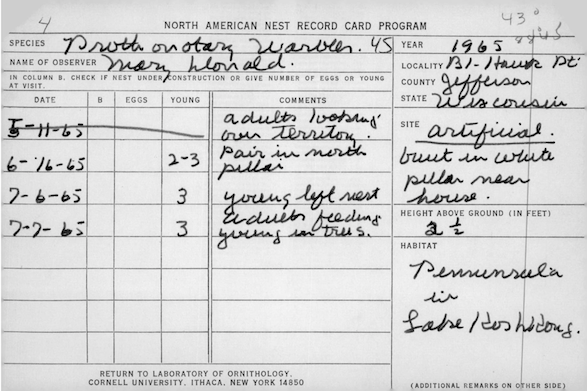 4
NORTH AMERICAN NEST RECORD CARD PROGRAM
43°
SPECIES Prothonotary Warbler. 45
NAME OF OBSERVER Mary Donald.
IN COLUMN B. CHECK IF NEST UNDER CONSTRUCTION OR GIVE NUMBER OF EGGS OR YOUNG
AT VISIT.
DATE B EGGS YOUNG COMMENTS
5-11-65 adults looking
over territory.
6-16-65 2-3 Pair in north
pillar
7-6-65 3 young left nest
7-7-65 3 adults feeding
young in trees.
RETURN TO LABORATORY OF ORNITHOLOGY.
CORNELL UNIVERSITY, ITHACA, NEW YORK 14850
YEAR 1965
LOCALITY Bl-Hawk Pt.
COUNTY Jefferson
STATE Wisconsin
SITE artificial.
built in white
pillar near
house.
HEIGHT ABOVE GROUND (IN FEET)
2 1/2
HABITAT
Penunsula
in
Lake Koshkong.
(ADDITIONAL REMARKS ON OTHER SIDE)